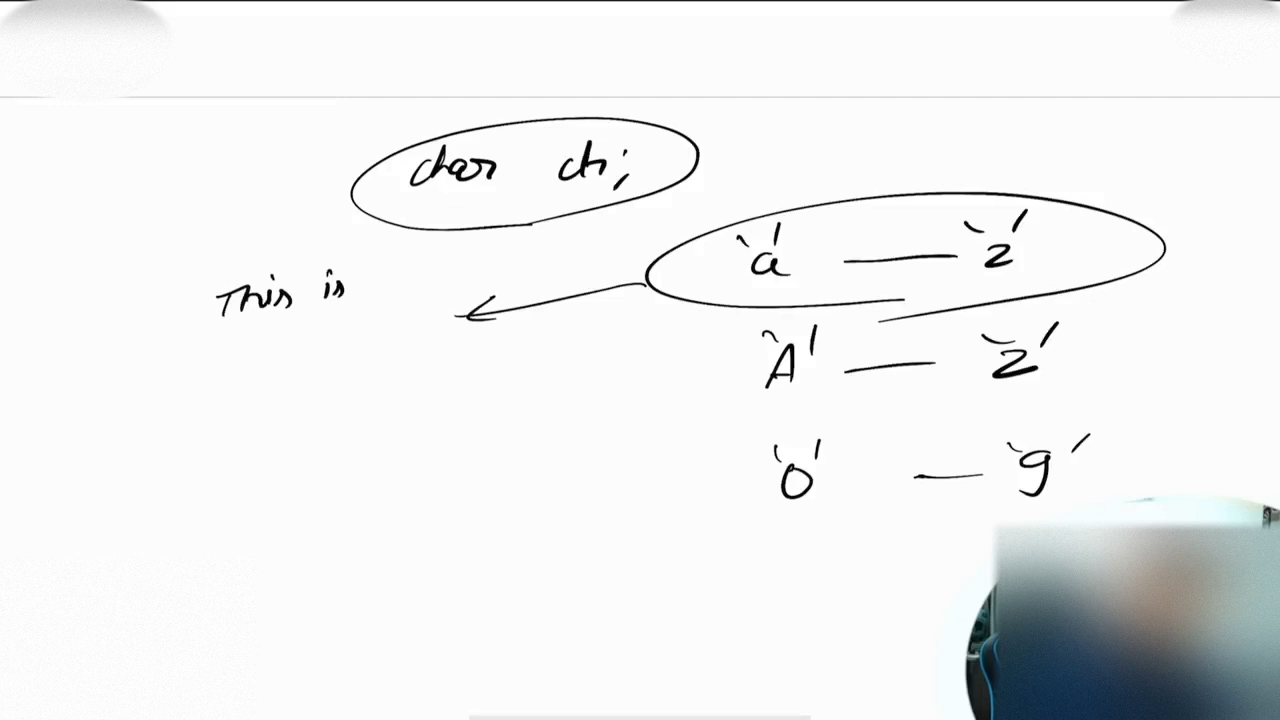 char ch;
'a' — 'z'
This is
'A' — 'Z'
'0' — '9'